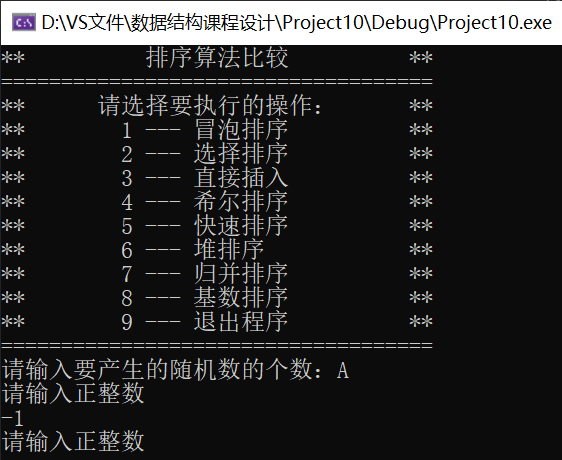 D:\VS文件\数据结构课程设计\Project10\Debug\Project10.exe
** 排序算法比较 **
====================================
** 请选择要执行的操作: **
** 1 --- 冒泡排序 **
** 2 --- 选择排序 **
** 3 --- 直接插入 **
** 4 --- 希尔排序 **
** 5 --- 快速排序 **
** 6 --- 堆排序 **
** 7 --- 归并排序 **
** 8 --- 基数排序 **
** 9 --- 退出程序 **
====================================
请输入要产生的随机数的个数: A
请输入正整数
-1
请输入正整数